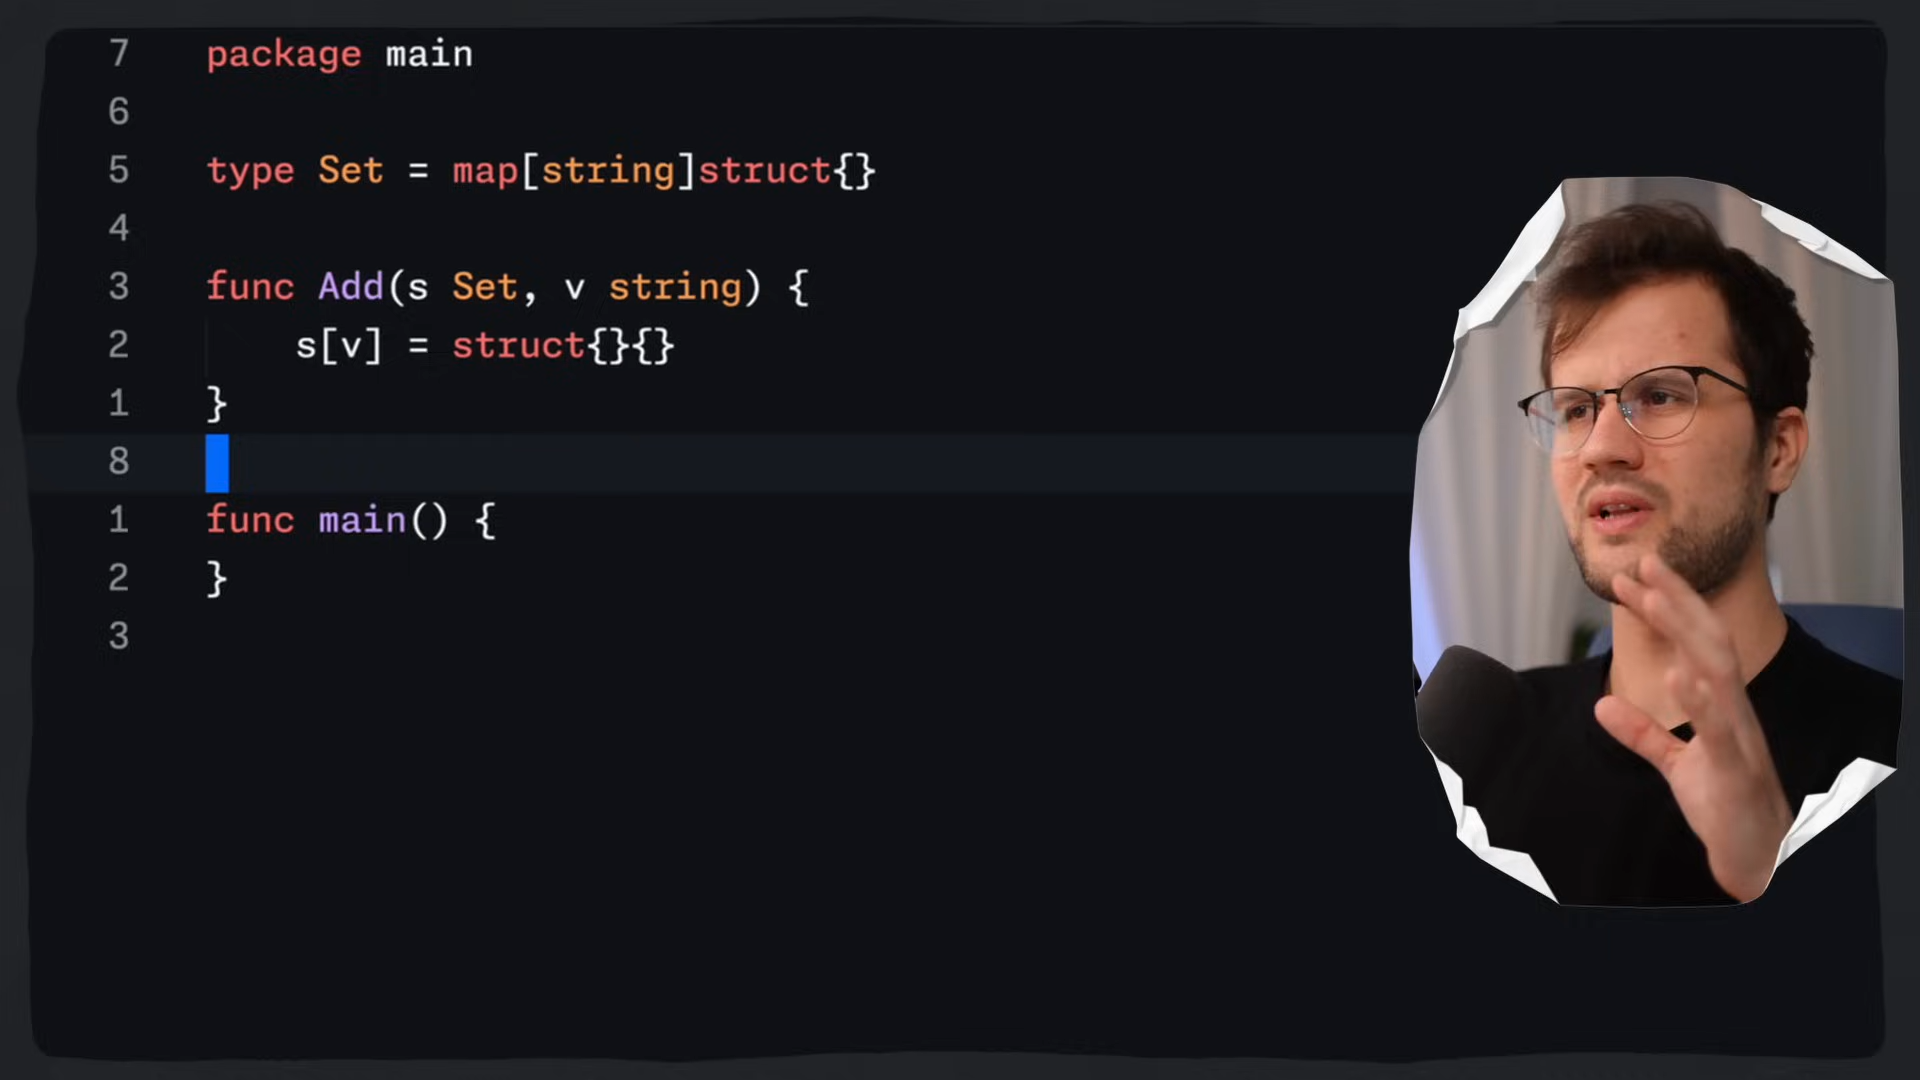 7 package main
6
5 type Set = map[string]struct{}
4
3 func Add(s Set, v string) {
2 s[v] = struct{}{}
1 }
8
1 func main() {
2 }
3